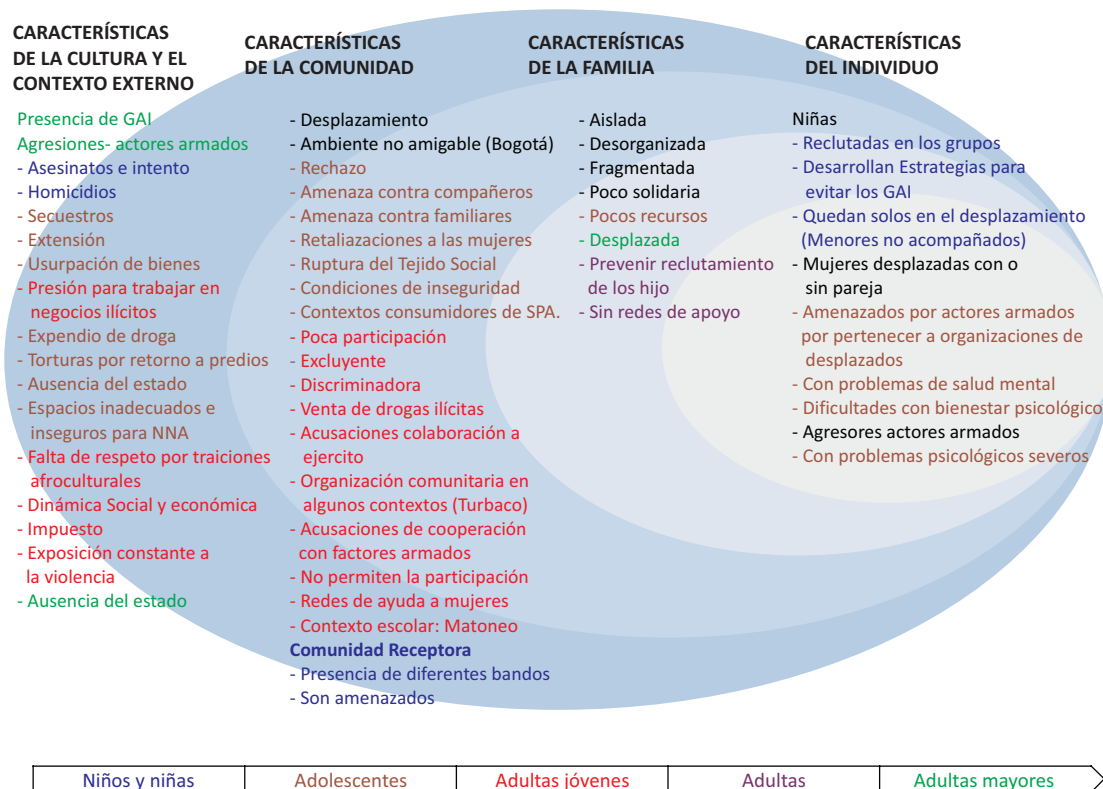 CARACTERÍSTICAS
DE LA CULTURA Y EL
CONTEXTO EXTERNO
Presencia de GAI
Agresiones- actores armados
- Asesinatos e intento
- Homicidios
- Secuestros
- Extensión
- Usurpación de bienes
- Presión para trabajar en
negocios ilícitos
- Expendio de droga
- Torturas por retorno a predios
- Ausencia del estado
- Espacios inadecuados e
inseguros para NNA
- Falta de respeto por traiciones
afroculturales
- Dinámica Social y económica
- Impuesto
- Exposición constante a
la violencia
- Ausencia del estado
CARACTERÍSTICAS
DE LA COMUNIDAD
- Desplazamiento
- Ambiente no amigable (Bogotá)
- Rechazo
- Amenaza contra compañeros
- Amenaza contra familiares
- Retaliazaciones a las mujeres
- Ruptura del Tejido Social
- Condiciones de inseguridad
- Contextos consumidores de SPA.
- Poca participación
- Excluyente
- Discriminadora
- Venta de drogas ilícitas
- Acusaciones colaboración a
ejercito
- Organización comunitaria en
algunos contextos (Turbaco)
- Acusaciones de cooperación
con factores armados
- No permiten la participación
- Redes de ayuda a mujeres
- Contexto escolar: Matoneo
Comunidad Receptora
- Presencia de diferentes bandos
- Son amenazados
CARACTERÍSTICAS
DE LA FAMILIA
- Aislada
- Desorganizada
- Fragmentada
- Poco solidaria
- Pocos recursos
- Desplazada
- Prevenir reclutamiento
de los hijo
- Sin redes de apoyo
CARACTERÍSTICAS
DEL INDIVIDUO
Niñas
- Reclutadas en los grupos
- Desarrollan Estrategias para
evitar los GAI
- Quedan solos en el desplazamiento
(Menores no acompañados)
- Mujeres desplazadas con o
sin pareja
- Amenazados por actores armados
por pertenecer a organizaciones de
desplazados
- Con problemas de salud mental
- Dificultades con bienestar psicológico
- Agresores actores armados
- Con problemas psicológicos severos
Niños y niñas
Adolescentes
Adultas jóvenes
Adultas
Adultas mayores